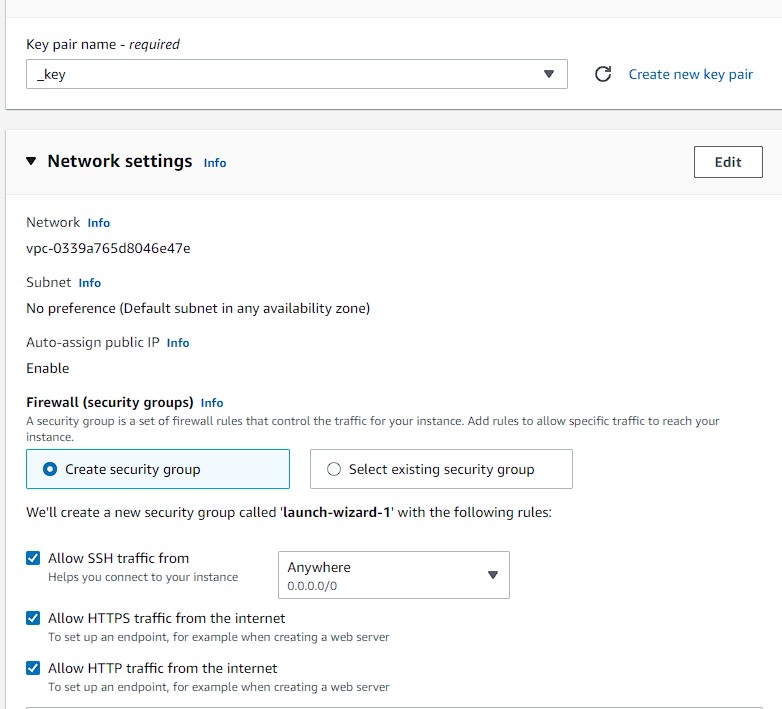 Key pair name - required
_key
Create new key pair
Network settings Info
Edit
Network Info
vpc-0339a765d8046e47e
Subnet Info
No preference (Default subnet in any availability zone)
Auto-assign public IP Info
Enable
Firewall (security groups) Info
A security group is a set of firewall rules that control the traffic for your instance. Add rules to allow specific traffic to reach your
instance.
Create security group
Select existing security group
We'll create a new security group called 'launch-wizard-1' with the following rules:
Allow SSH traffic from
Helps you connect to your instance
Anywhere
0.0.0.0/0
Allow HTTPS traffic from the internet
To set up an endpoint, for example when creating a web server
Allow HTTP traffic from the internet
To set up an endpoint, for example when creating a web server